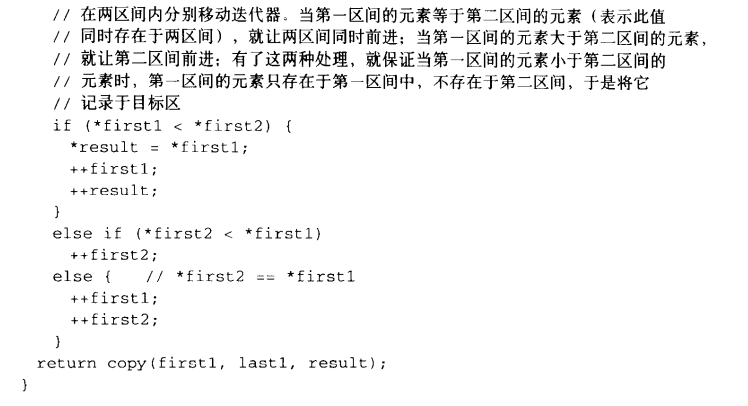 // 在两区间内分别移动迭代器。当第一区间的元素等于第二区间的元素（表示此值
// 同时存在于两区间），就让两区间同时前进；当第一区间的元素大于第二区间的元素，
// 就让第二区间前进；有了这两种处理，就保证当第一区间的元素小于第二区间的
// 元素时，第一区间的元素只存在于第一区间中，不存在于第二区间，于是将它
// 记录于目标区
if (*first1 < *first2) {
*result = *first1;
++first1;
++result;
}
else if (*first2 < *first1)
++first2;
else { // *first2 == *first1
++first1;
++first2;
}
return copy(first1, last1, result);
}